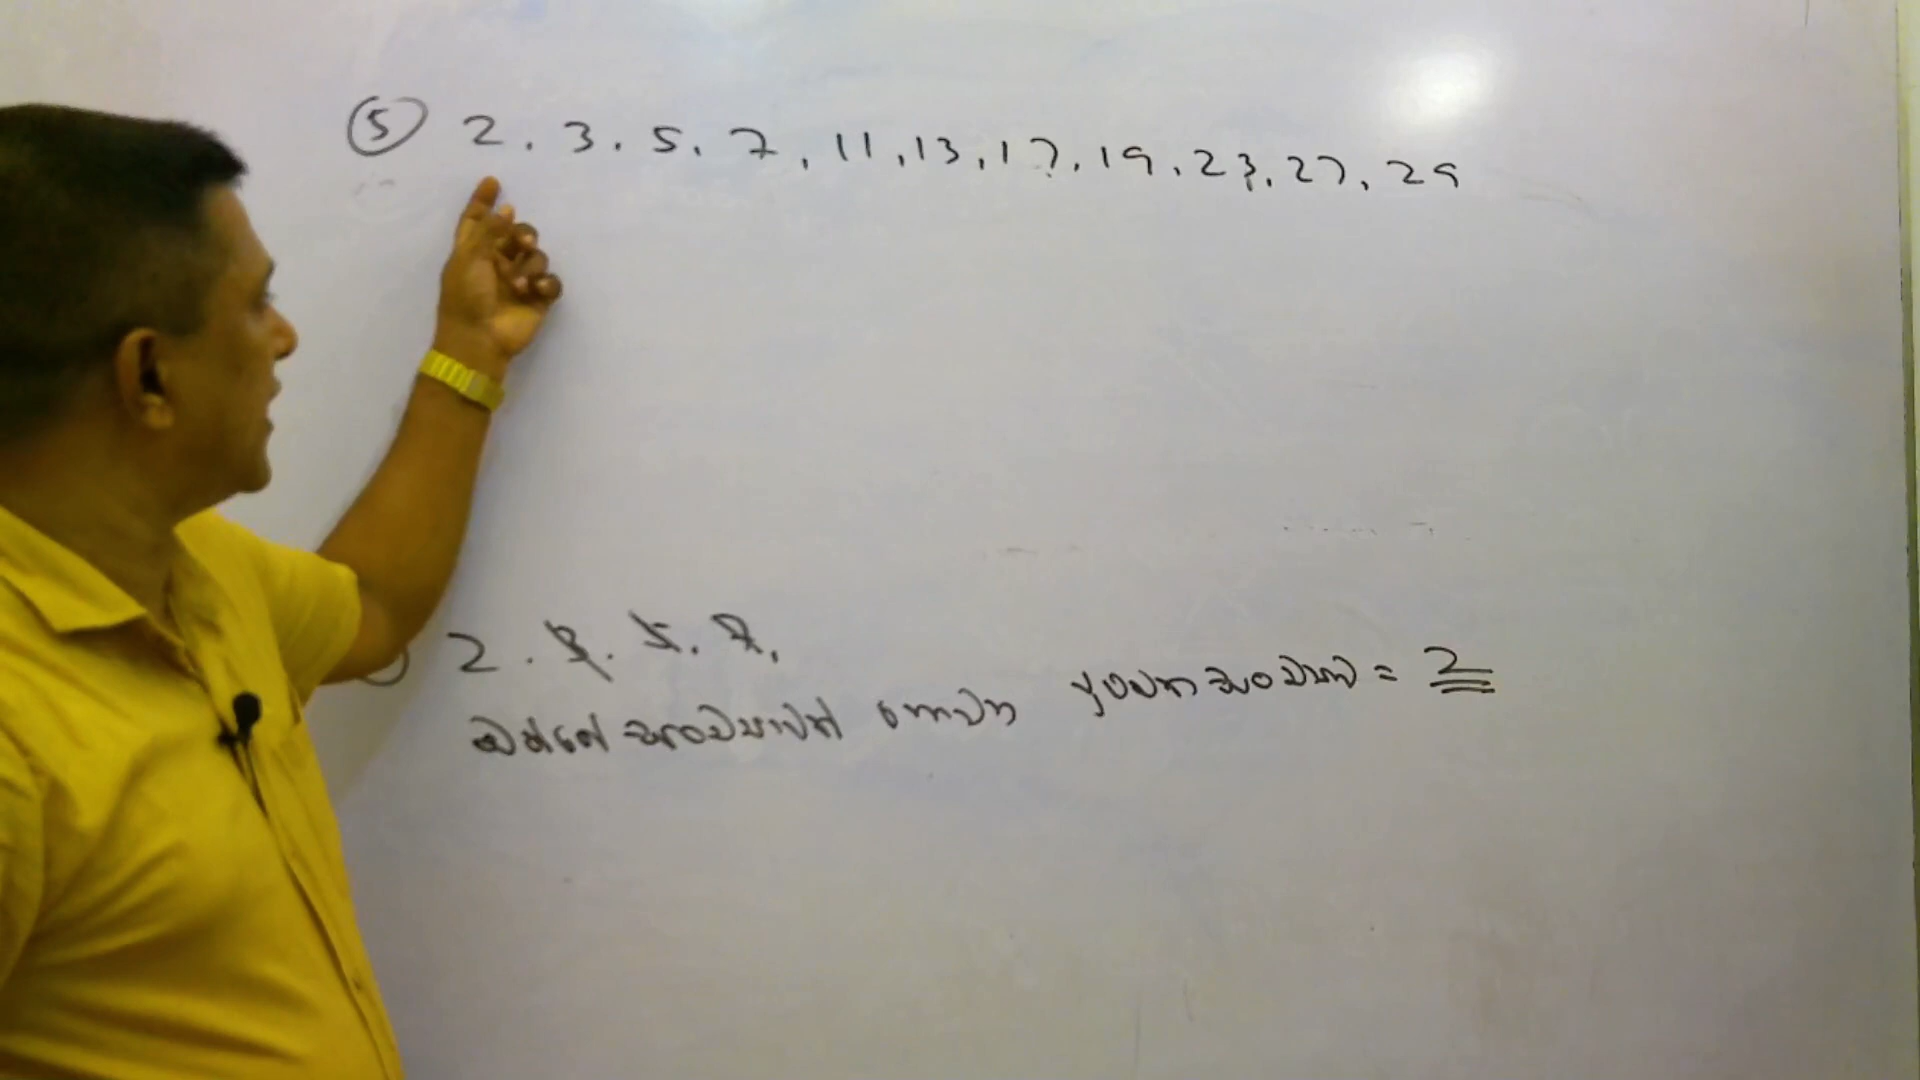 ⑤ 2. 3. 5. 7, 11, 13, 17, 19, 23, 27, 29
2. 3. 5. 7,
ඔත්තේ සංඛ්‍යාවක් නොවන ප්‍රථමක සංඛ්‍යාව = 2